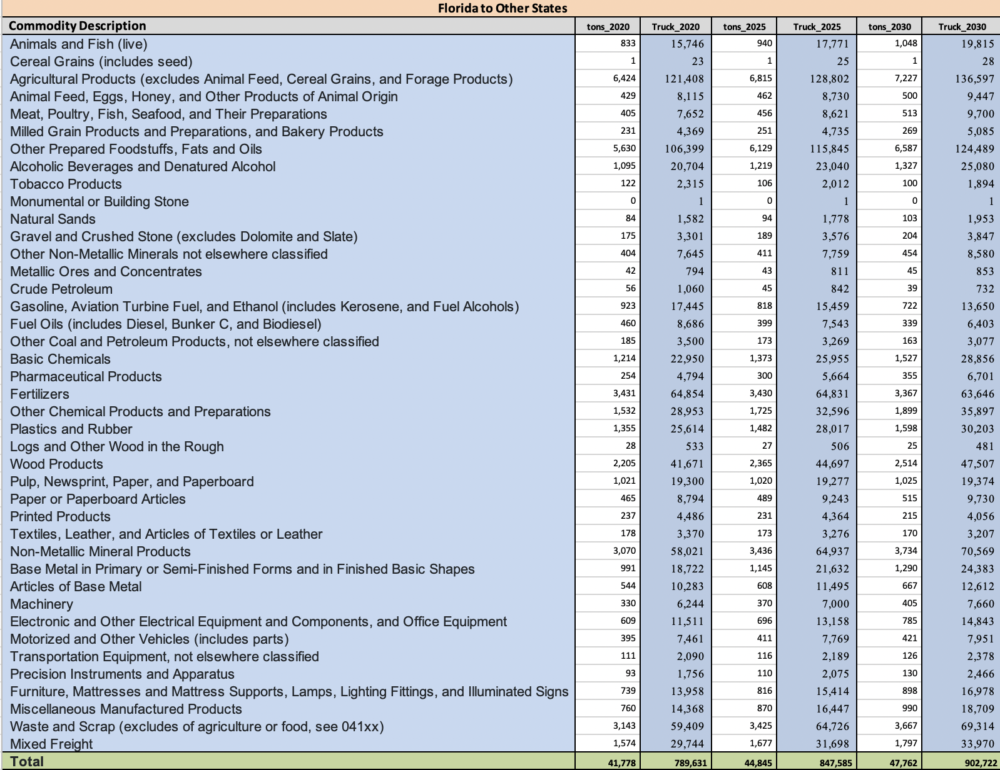 Florida to Other States
Commodity Description tons_2020 Truck_2020 tons_2025 Truck_2025 tons_2030 Truck_2030
Animals and Fish (live) 833 15,746 940 17,771 1,048 19,815
Cereal Grains (includes seed) 1 23 1 25 1 28
Agricultural Products (excludes Animal Feed, Cereal Grains, and Forage Products) 6,424 121,408 6,815 128,802 7,227 136,597
Animal Feed, Eggs, Honey, and Other Products of Animal Origin 429 8,115 462 8,730 500 9,447
Meat, Poultry, Fish, Seafood, and Their Preparations 405 7,652 456 8,621 513 9,700
Milled Grain Products and Preparations, and Bakery Products 231 4,369 251 4,735 269 5,085
Other Prepared Foodstuffs, Fats and Oils 5,630 106,399 6,129 115,845 6,587 124,489
Alcoholic Beverages and Denatured Alcohol 1,095 20,704 1,219 23,040 1,327 25,080
Tobacco Products 122 2,315 106 2,012 100 1,894
Monumental or Building Stone 0 1 0 1 0 1
Natural Sands 84 1,582 94 1,778 103 1,953
Gravel and Crushed Stone (excludes Dolomite and Slate) 175 3,301 189 3,576 204 3,847
Other Non-Metallic Minerals not elsewhere classified 404 7,645 411 7,759 454 8,580
Metallic Ores and Concentrates 42 794 43 811 45 853
Crude Petroleum 56 1,060 45 842 39 732
Gasoline, Aviation Turbine Fuel, and Ethanol (includes Kerosene, and Fuel Alcohols) 923 17,445 818 15,459 722 13,650
Fuel Oils (includes Diesel, Bunker C, and Biodiesel) 460 8,686 399 7,543 339 6,403
Other Coal and Petroleum Products, not elsewhere classified 185 3,500 173 3,269 163 3,077
Basic Chemicals 1,214 22,950 1,373 25,955 1,527 28,856
Pharmaceutical Products 254 4,794 300 5,664 355 6,701
Fertilizers 3,431 64,854 3,430 64,831 3,367 63,646
Other Chemical Products and Preparations 1,532 28,953 1,725 32,596 1,899 35,897
Plastics and Rubber 1,355 25,614 1,482 28,017 1,598 30,203
Logs and Other Wood in the Rough 28 533 27 506 25 481
Wood Products 2,205 41,671 2,365 44,697 2,514 47,507
Pulp, Newsprint, Paper, and Paperboard 1,021 19,300 1,020 19,277 1,025 19,374
Paper or Paperboard Articles 465 8,794 489 9,243 515 9,730
Printed Products 237 4,486 231 4,364 215 4,056
Textiles, Leather, and Articles of Textiles or Leather 178 3,370 173 3,276 170 3,207
Non-Metallic Mineral Products 3,070 58,021 3,436 64,937 3,734 70,569
Base Metal in Primary or Semi-Finished Forms and in Finished Basic Shapes 991 18,722 1,145 21,632 1,290 24,383
Articles of Base Metal 544 10,283 608 11,495 667 12,612
Machinery 330 6,244 370 7,000 405 7,660
Electronic and Other Electrical Equipment and Components, and Office Equipment 609 11,511 696 13,158 785 14,843
Motorized and Other Vehicles (includes parts) 395 7,461 411 7,769 421 7,951
Transportation Equipment, not elsewhere classified 111 2,090 116 2,189 126 2,378
Precision Instruments and Apparatus 93 1,756 110 2,075 130 2,466
Furniture, Mattresses and Mattress Supports, Lamps, Lighting Fittings, and Illuminated Signs 739 13,958 816 15,414 898 16,978
Miscellaneous Manufactured Products 760 14,368 870 16,447 990 18,709
Waste and Scrap (excludes of agriculture or food, see 041xx) 3,143 59,409 3,425 64,726 3,667 69,314
Mixed Freight 1,574 29,744 1,677 31,698 1,797 33,970
Total 41,778 789,631 44,845 847,585 47,762 902,722